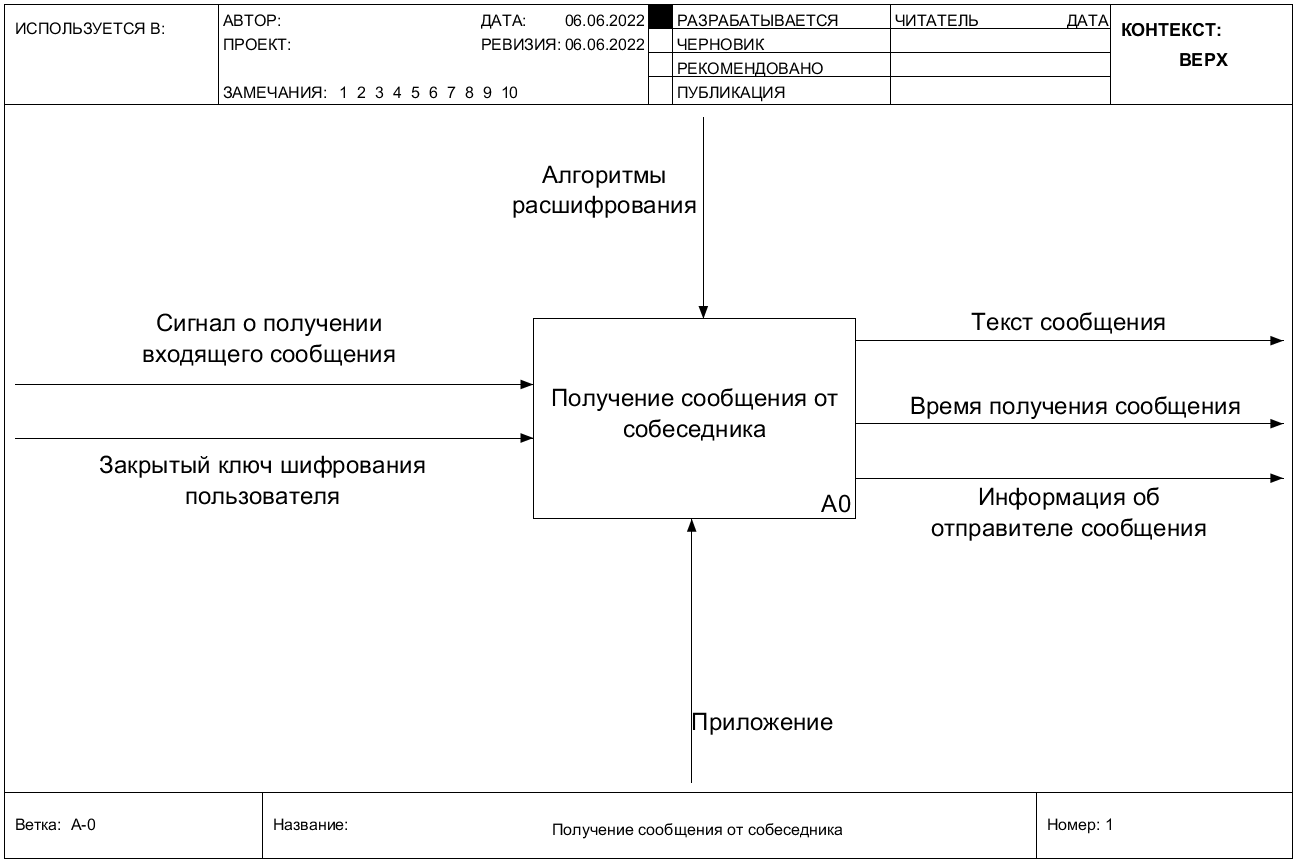 ИСПОЛЬЗУЕТСЯ В:
АВТОР:
ДАТА: 06.06.2022
ПРОЕКТ:
РЕВИЗИЯ: 06.06.2022
ЗАМЕЧАНИЯ: 1 2 3 4 5 6 7 8 9 10
РАЗРАБАТЫВАЕТСЯ
ЧЕРНОВИК
РЕКОМЕНДОВАНО
ПУБЛИКАЦИЯ
ЧИТАТЕЛЬ ДАТА
КОНТЕКСТ:
ВЕРХ
Алгоритмы
расшифрования
Сигнал о получении
входящего сообщения
Закрытый ключ шифрования
пользователя
Получение сообщения от
собеседника
A0
Текст сообщения
Время получения сообщения
Информация об
отправителе сообщения
Приложение
Ветка: A-0
Название:
Получение сообщения от собеседника
Номер: 1